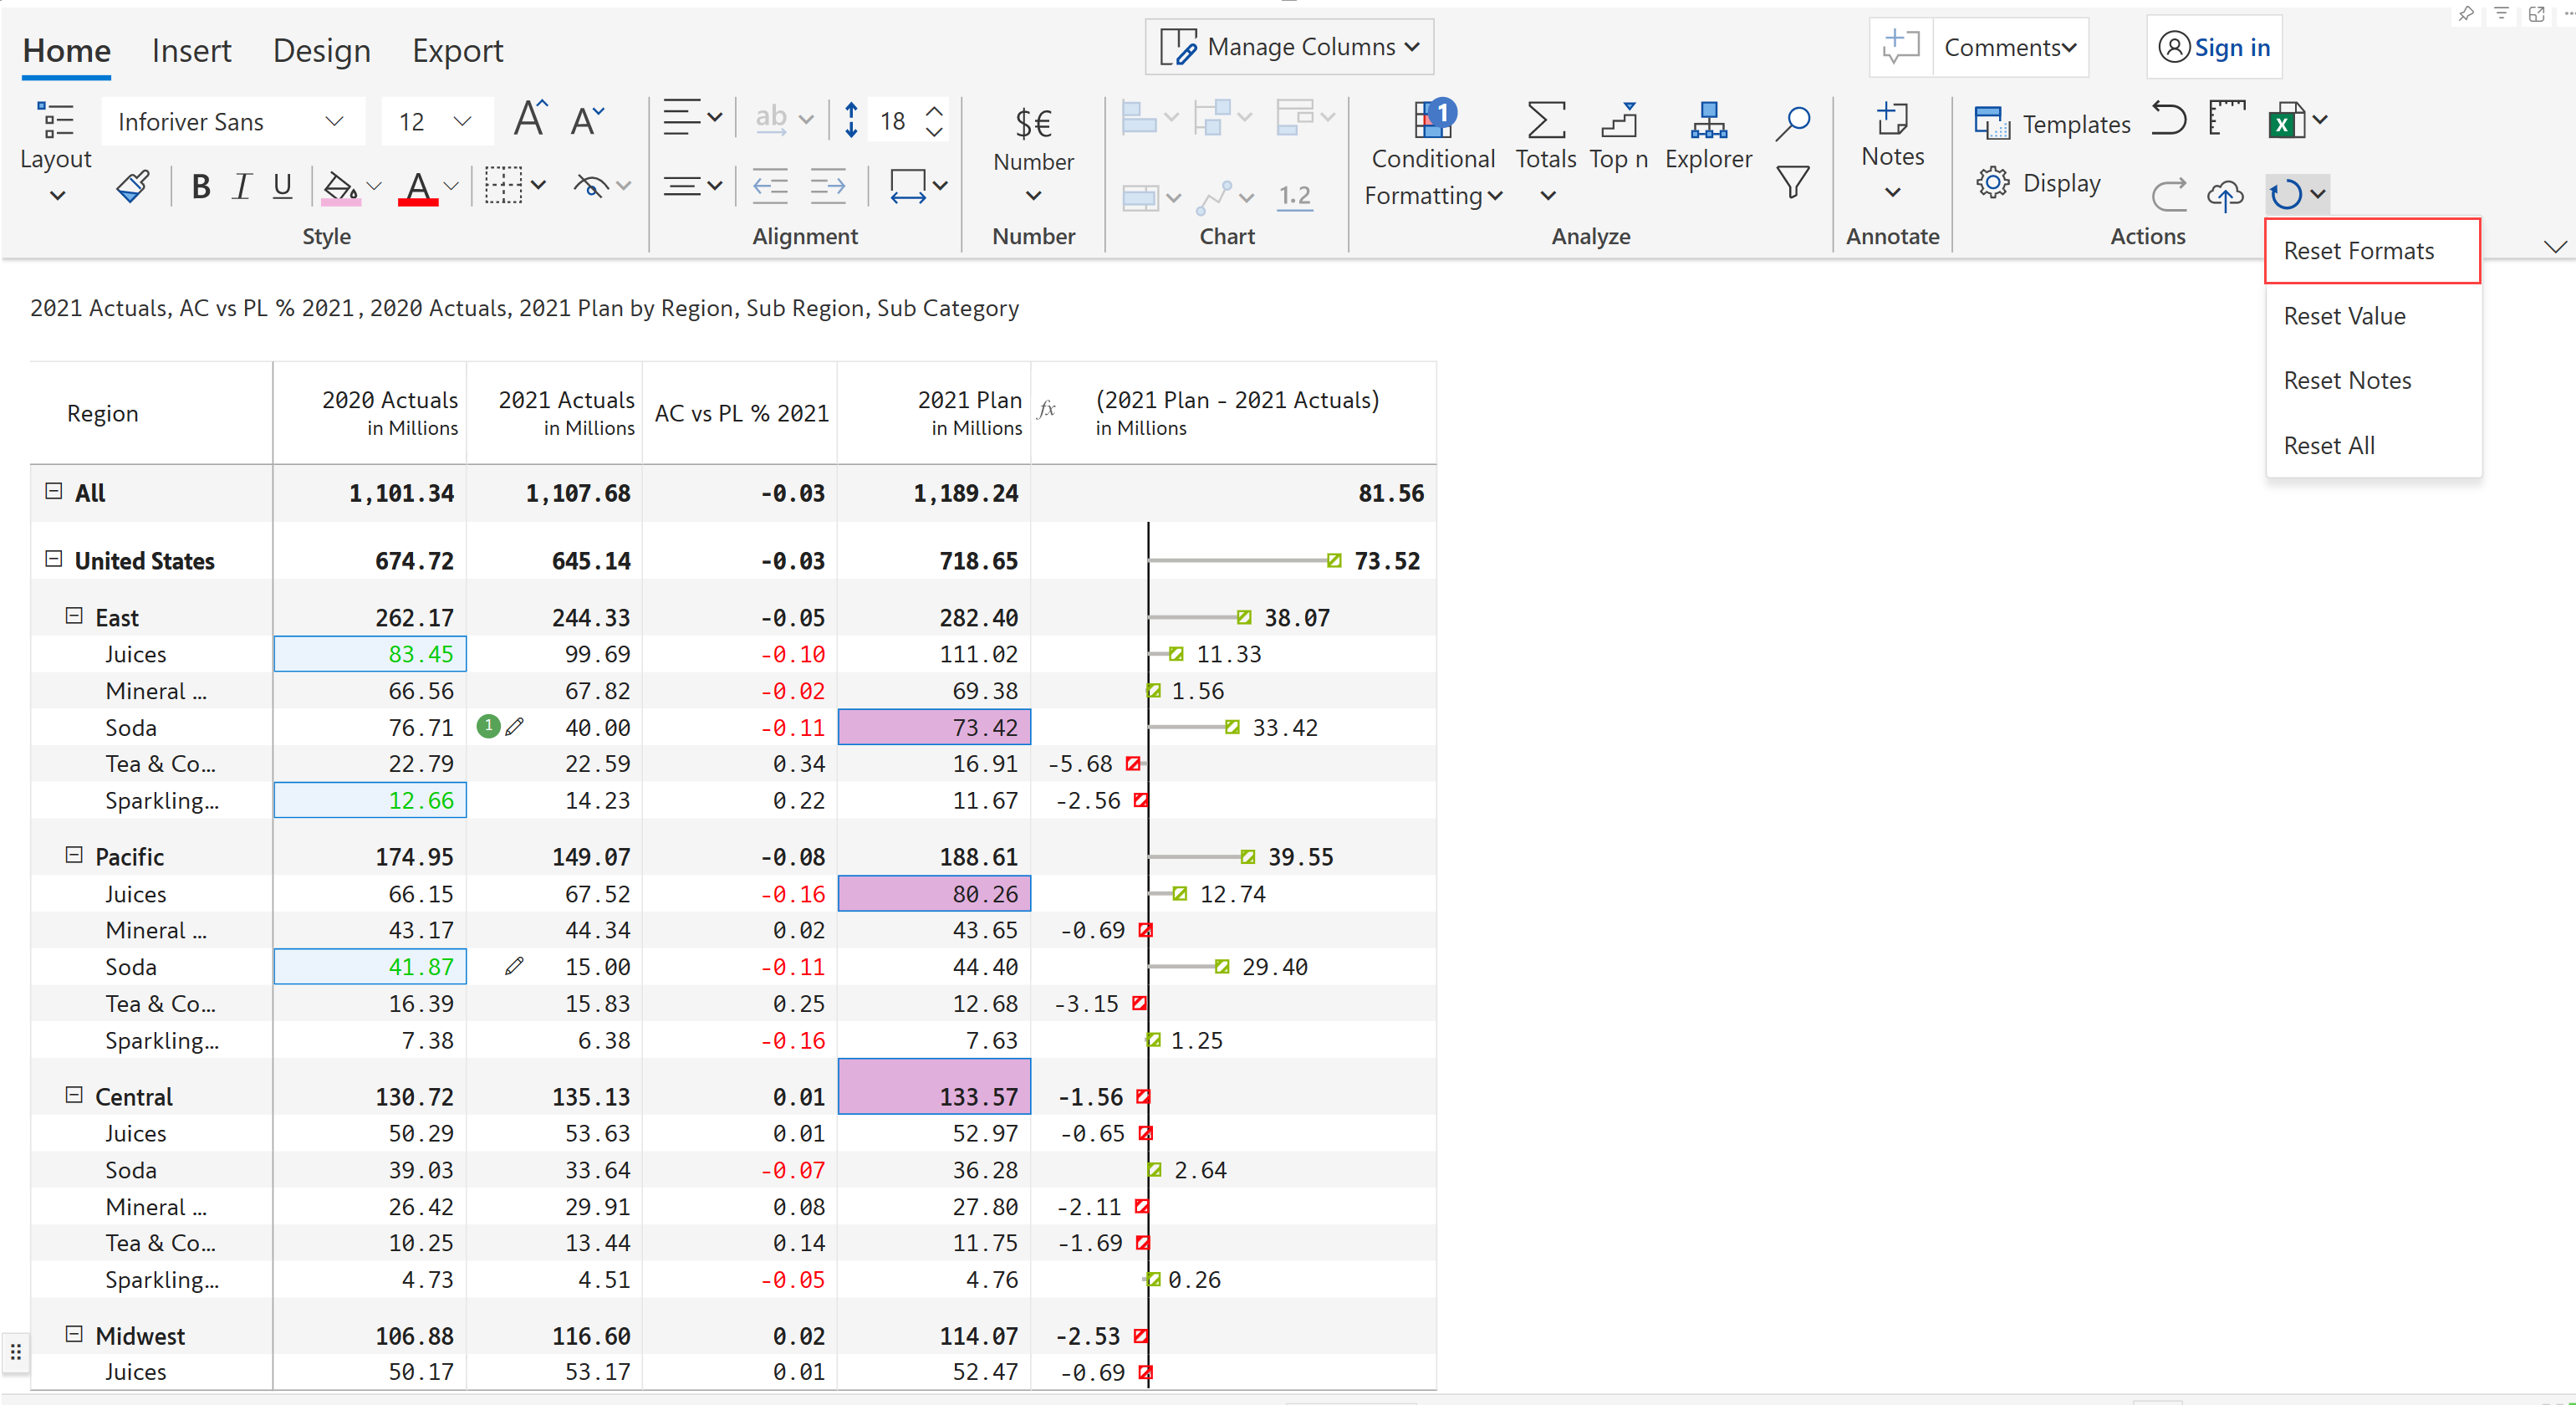 Home Insert Design Export Manage Columns Comments Sign in
Layout Inforiver Sans 12 A A ab 18 $€ Number Conditional Formatting 1 Totals Top n Explorer Notes Templates X
B I U A 1.2 Display
Style Alignment Number Chart Analyze Annotate Actions
Reset Formats
Reset Value
Reset Notes
Reset All
2021 Actuals, AC vs PL % 2021, 2020 Actuals, 2021 Plan by Region, Sub Region, Sub Category
Region 2020 Actuals in Millions 2021 Actuals in Millions AC vs PL % 2021 2021 Plan in Millions fx (2021 Plan - 2021 Actuals) in Millions
All 1,101.34 1,107.68 -0.03 1,189.24 81.56
United States 674.72 645.14 -0.03 718.65 73.52
East 262.17 244.33 -0.05 282.40 38.07
Juices 83.45 99.69 -0.10 111.02 11.33
Mineral ... 66.56 67.82 -0.02 69.38 1.56
Soda 76.71 1 40.00 -0.11 73.42 33.42
Tea & Co... 22.79 22.59 0.34 16.91 -5.68
Sparkling... 12.66 14.23 0.22 11.67 -2.56
Pacific 174.95 149.07 -0.08 188.61 39.55
Juices 66.15 67.52 -0.16 80.26 12.74
Mineral ... 43.17 44.34 0.02 43.65 -0.69
Soda 41.87 15.00 -0.11 44.40 29.40
Tea & Co... 16.39 15.83 0.25 12.68 -3.15
Sparkling... 7.38 6.38 -0.16 7.63 1.25
Central 130.72 135.13 0.01 133.57 -1.56
Juices 50.29 53.63 0.01 52.97 -0.65
Soda 39.03 33.64 -0.07 36.28 2.64
Mineral ... 26.42 29.91 0.08 27.80 -2.11
Tea & Co... 10.25 13.44 0.14 11.75 -1.69
Sparkling... 4.73 4.51 -0.05 4.76 0.26
Midwest 106.88 116.60 0.02 114.07 -2.53
Juices 50.17 53.17 0.01 52.47 -0.69